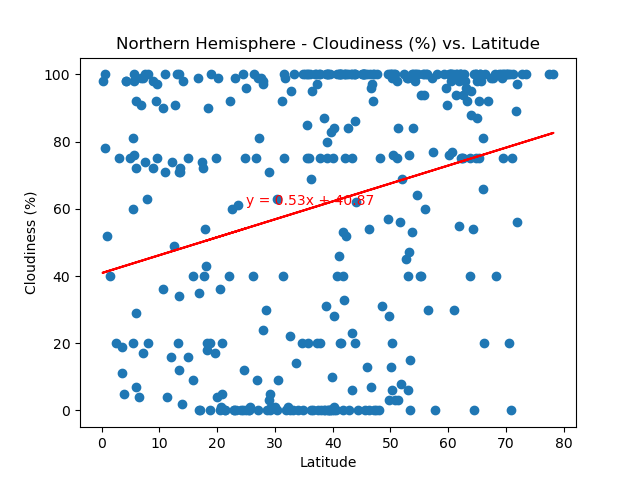 Northern Hemisphere - Cloudiness (%) vs. Latitude
100
80
60
40
20
0
Cloudiness (%)
y = 0.53x + 40.87
0 10 20 30 40 50 60 70 80
Latitude